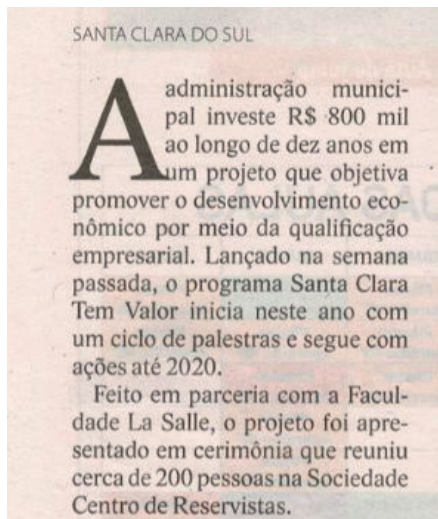 SANTA CLARA DO SUL
A administração munici-
pal investe R$ 800 mil
ao longo de dez anos em
um projeto que objetiva
promover o desenvolvimento eco-
nômico por meio da qualificação
empresarial. Lançado na semana
passada, o programa Santa Clara
Tem Valor inicia neste ano com
um ciclo de palestras e segue com
ações até 2020.
Feito em parceria com a Facul-
dade La Salle, o projeto foi apre-
sentado em cerimônia que reuniu
cerca de 200 pessoas na Sociedade
Centro de Reservistas.